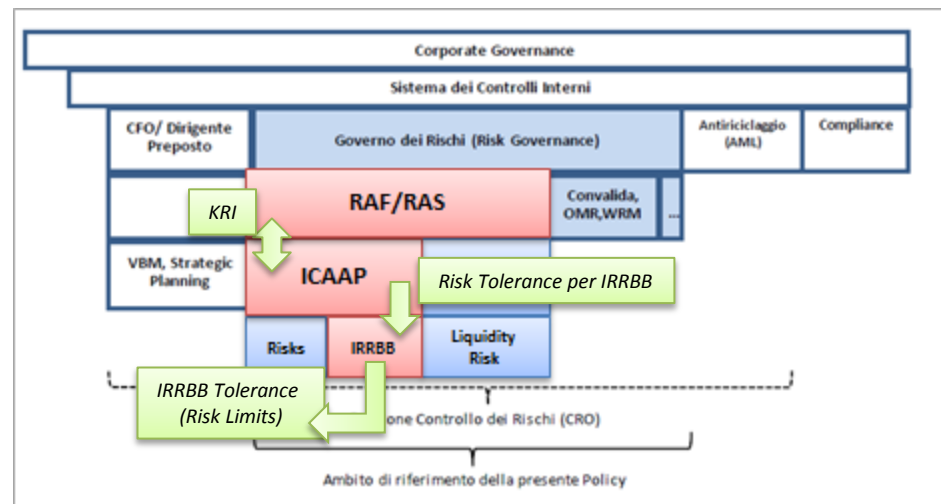 Corporate Governance
Sistema dei Controlli Interni
CFO/ Dirigente
Preposto
Governo dei Rischi (Risk Governance)
Antiriciclaggio
(AML)
Compliance
KRI
RAF/RAS
Convalida,
OMR,WRM
...
VBM, Strategic
Planning
ICAAP
Risk Tolerance per IRRBB
Risks
IRRBB
Liquidity
Risk
IRRBB Tolerance
(Risk Limits)
one Controllo dei Rischi (CRO)
Ambito di riferimento della presente Policy